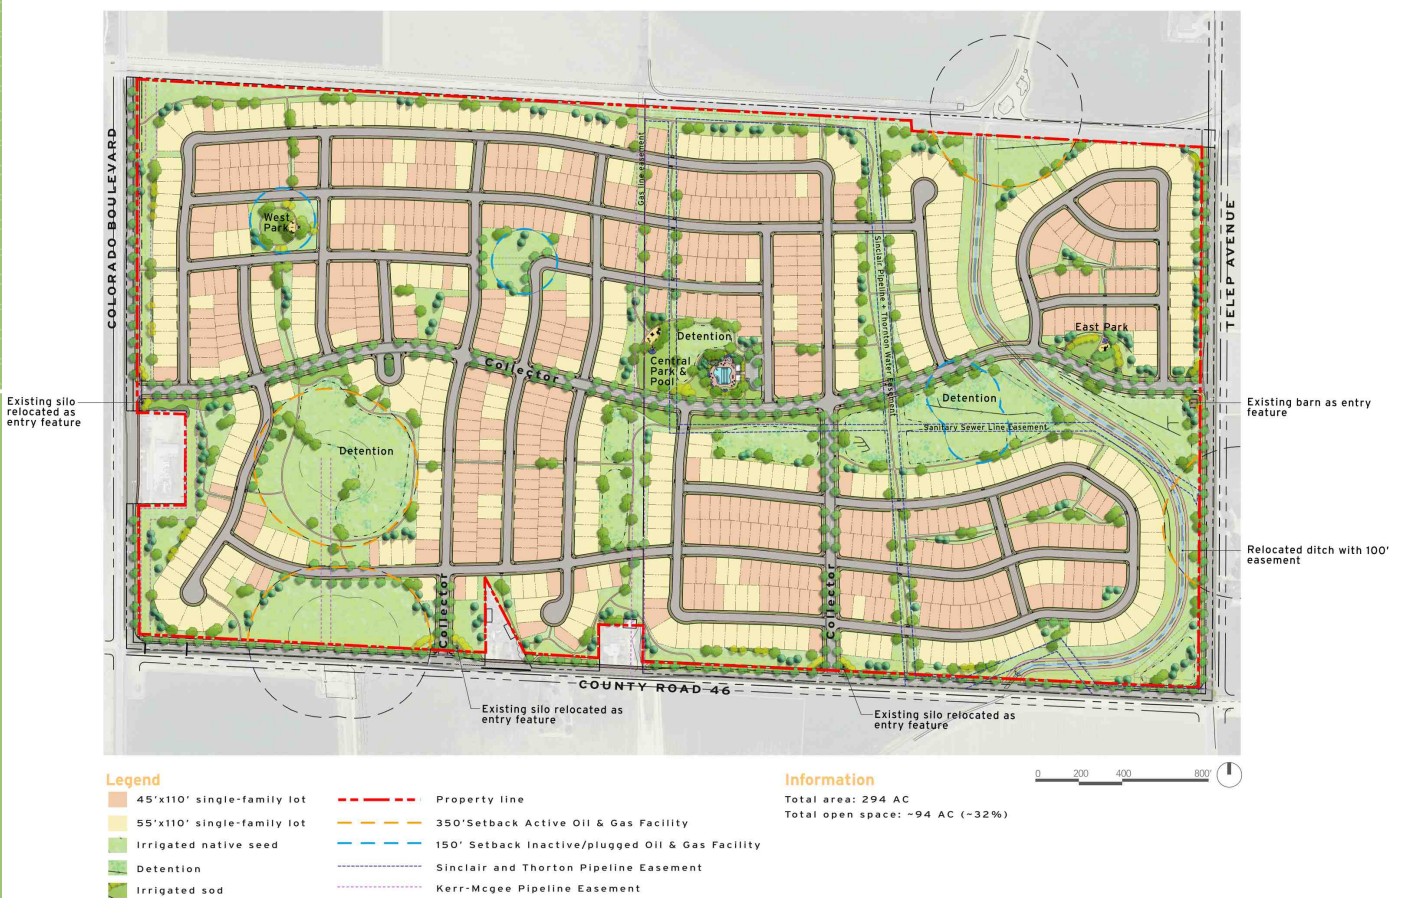 COLORADO BOULEVARD
TELEP AVENUE
West
Park
Gas line easement
Sinclair Pipeline + Thornton Water Easement
Detention
Central
Park &
Pool
East Park
Collector
Existing silo
relocated as
entry feature
Existing barn as entry
feature
Detention
Sanitary Sewer Line Easement
Detention
Relocated ditch with 100'
easement
Collector
Collector
COUNTY ROAD 46
Existing silo relocated as
entry feature
Existing silo relocated as
entry feature
Legend
45'x110' single-family lot
55'x110' single-family lot
Irrigated native seed
Detention
Irrigated sod
Property line
350'Setback Active Oil & Gas Facility
150' Setback Inactive/plugged Oil & Gas Facility
Sinclair and Thorton Pipeline Easement
Kerr-Mcgee Pipeline Easement
Information
Total area: 294 AC
Total open space: ~94 AC (~32%)
0 200 400 800'